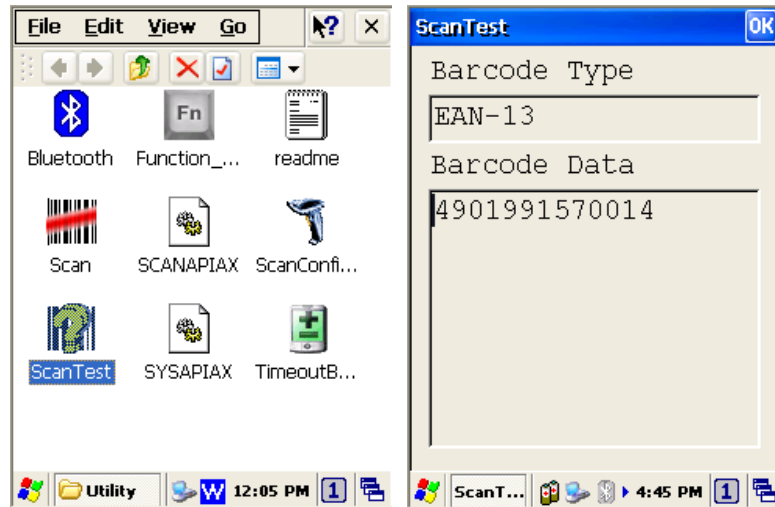 File Edit View Go
Fn
Bluetooth Function_... readme
Scan SCANAPIAX ScanConfi...
ScanTest SYSAPIAX TimeoutB...
Utility W 12:05 PM 1
ScanTest OK
Barcode Type
EAN-13
Barcode Data
4901991570014
ScanT... 4:45 PM 1